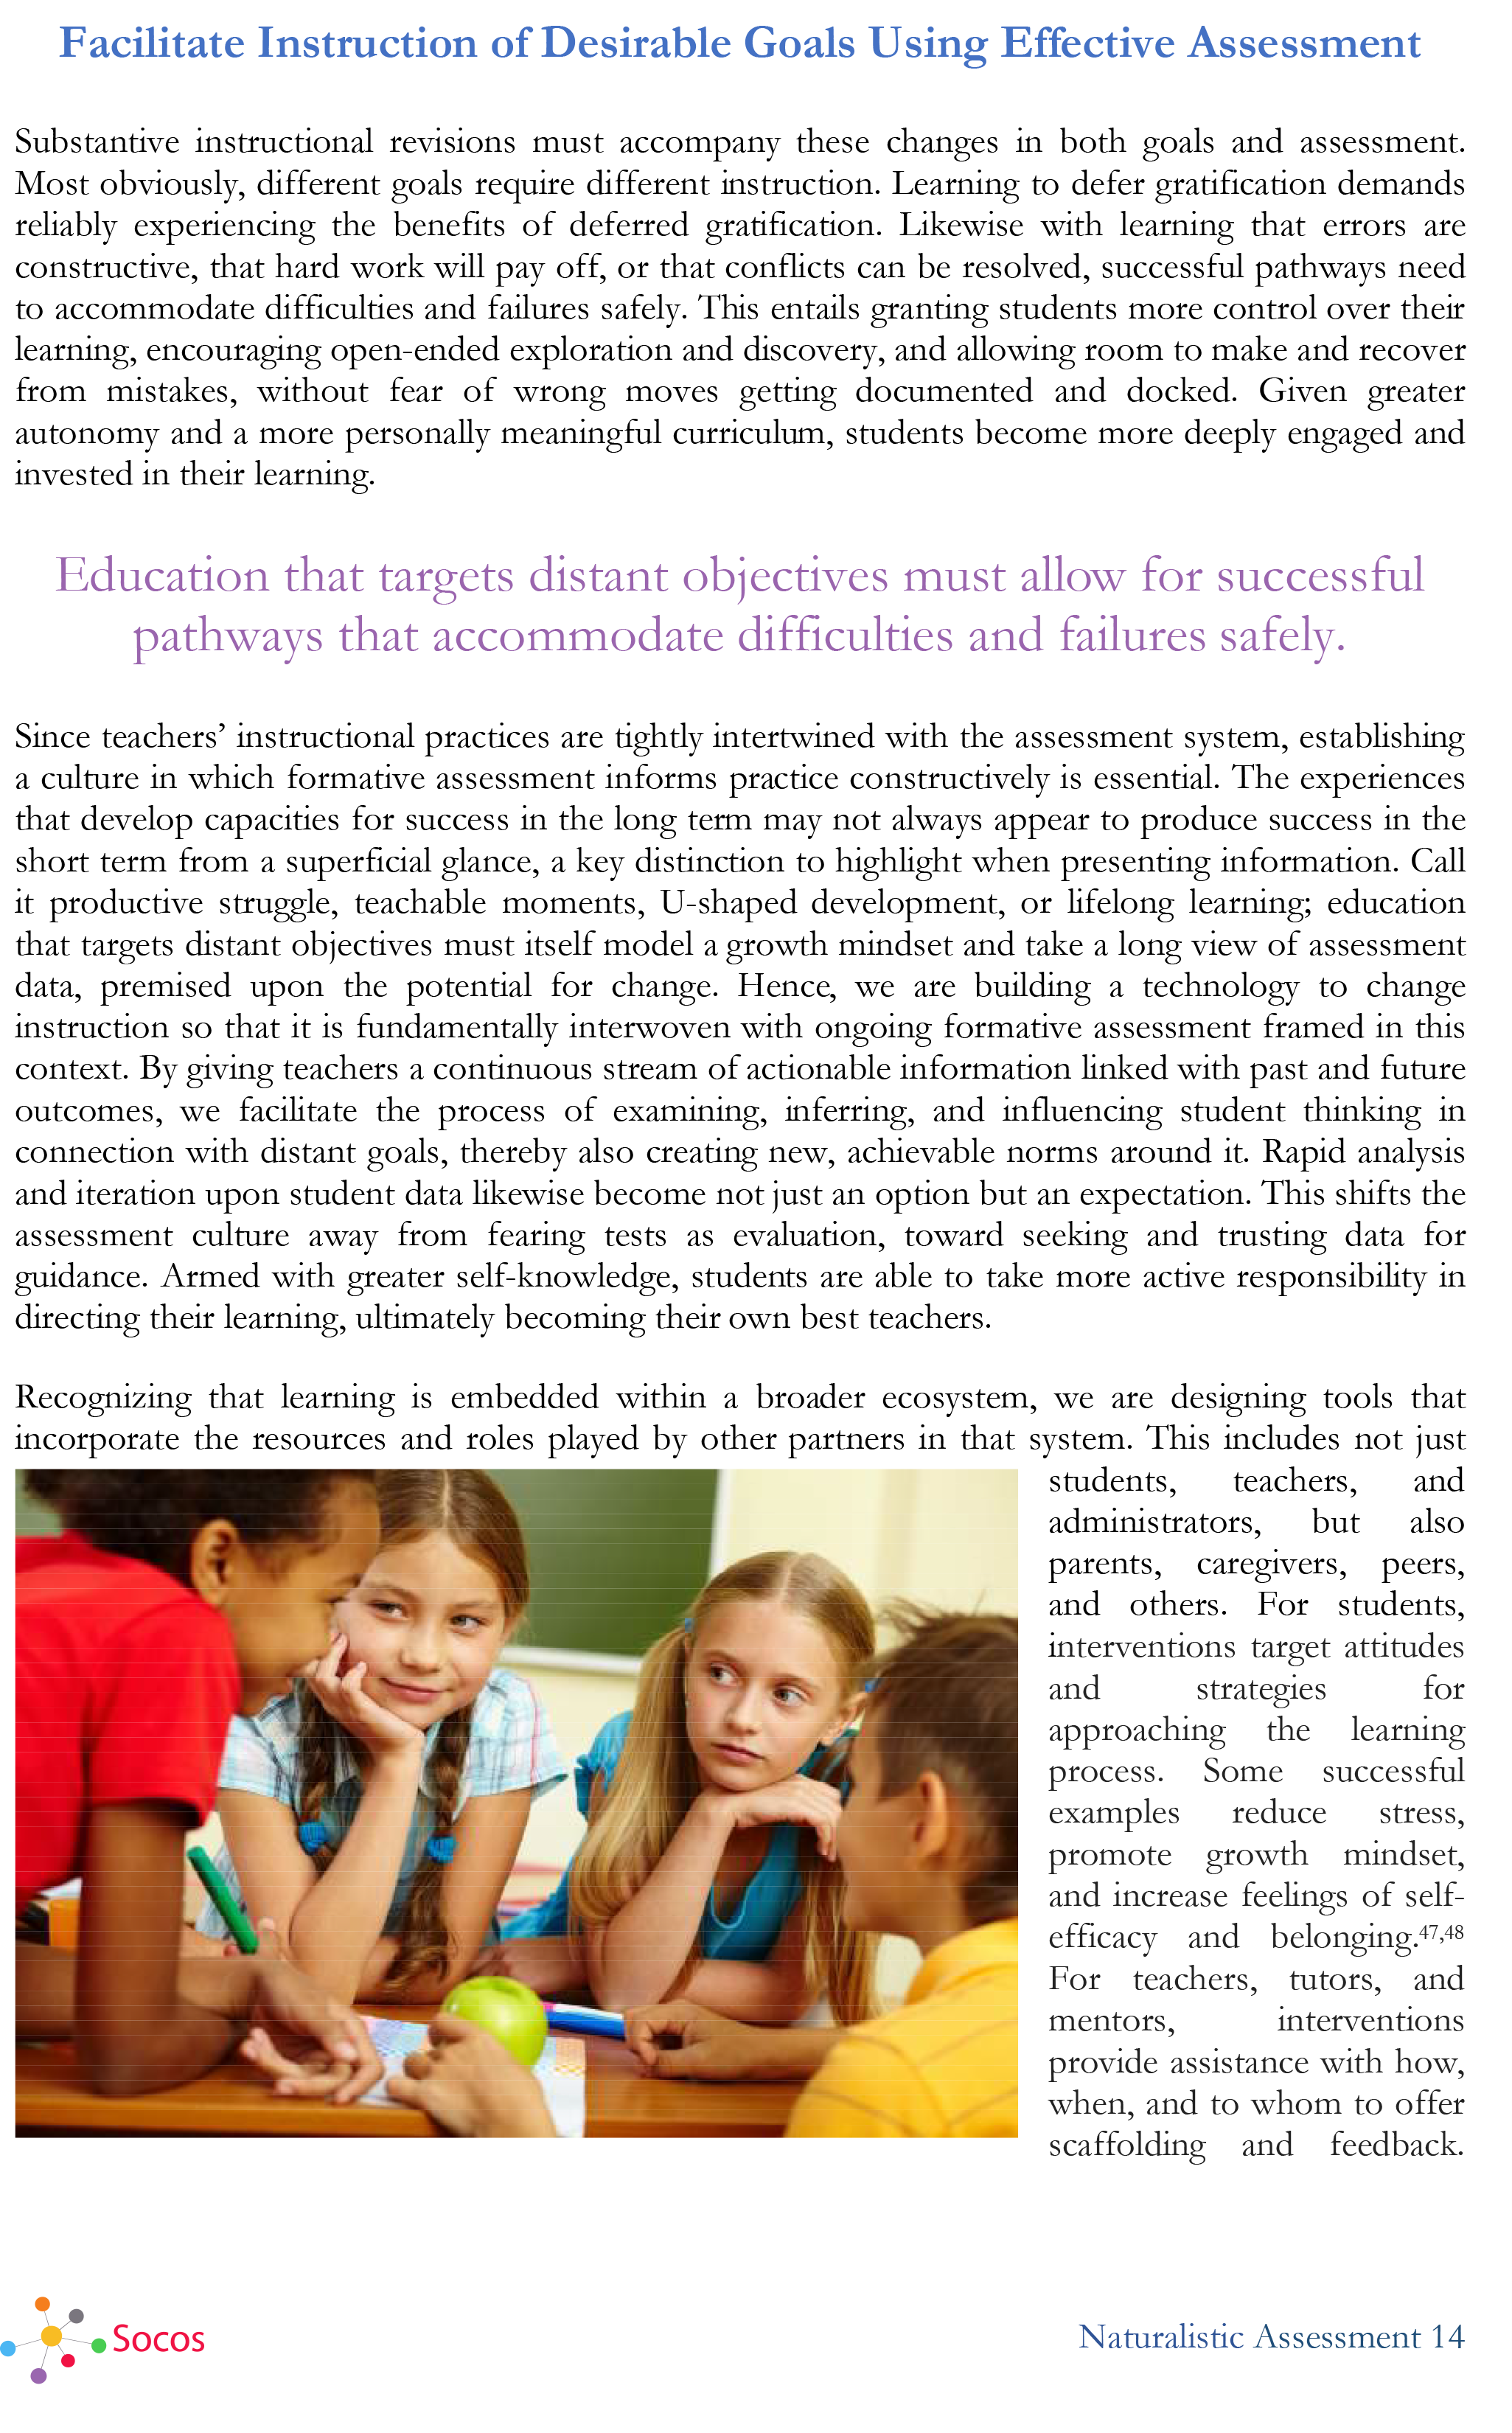 Facilitate Instruction of Desirable Goals Using Effective Assessment
Substantive instructional revisions must accompany these changes in both goals and assessment.
Most obviously, different goals require different instruction. Learning to defer gratification demands
reliably experiencing the benefits of deferred gratification. Likewise with learning that errors are
constructive, that hard work will pay off, or that conflicts can be resolved, successful pathways need
to accommodate difficulties and failures safely. This entails granting students more control over their
learning, encouraging open-ended exploration and discovery, and allowing room to make and recover
from mistakes, without fear of wrong moves getting documented and docked. Given greater
autonomy and a more personally meaningful curriculum, students become more deeply engaged and
invested in their learning.
Education that targets distant objectives must allow for successful
pathways that accommodate difficulties and failures safely.
Since teachers’ instructional practices are tightly intertwined with the assessment system, establishing
a culture in which formative assessment informs practice constructively is essential. The experiences
that develop capacities for success in the long term may not always appear to produce success in the
short term from a superficial glance, a key distinction to highlight when presenting information. Call
it productive struggle, teachable moments, U-shaped development, or lifelong learning; education
that targets distant objectives must itself model a growth mindset and take a long view of assessment
data, premised upon the potential for change. Hence, we are building a technology to change
instruction so that it is fundamentally interwoven with ongoing formative assessment framed in this
context. By giving teachers a continuous stream of actionable information linked with past and future
outcomes, we facilitate the process of examining, inferring, and influencing student thinking in
connection with distant goals, thereby also creating new, achievable norms around it. Rapid analysis
and iteration upon student data likewise become not just an option but an expectation. This shifts the
assessment culture away from fearing tests as evaluation, toward seeking and trusting data for
guidance. Armed with greater self-knowledge, students are able to take more active responsibility in
directing their learning, ultimately becoming their own best teachers.
Recognizing that learning is embedded within a broader ecosystem, we are designing tools that
incorporate the resources and roles played by other partners in that system. This includes not just
students, teachers, and
administrators, but also
parents, caregivers, peers,
and others. For students,
interventions target attitudes
and strategies for
approaching the learning
process. Some successful
examples reduce stress,
promote growth mindset,
and increase feelings of self-
efficacy and belonging.47,48
For teachers, tutors, and
mentors, interventions
provide assistance with how,
when, and to whom to offer
scaffolding and feedback.
Socos
Naturalistic Assessment 14